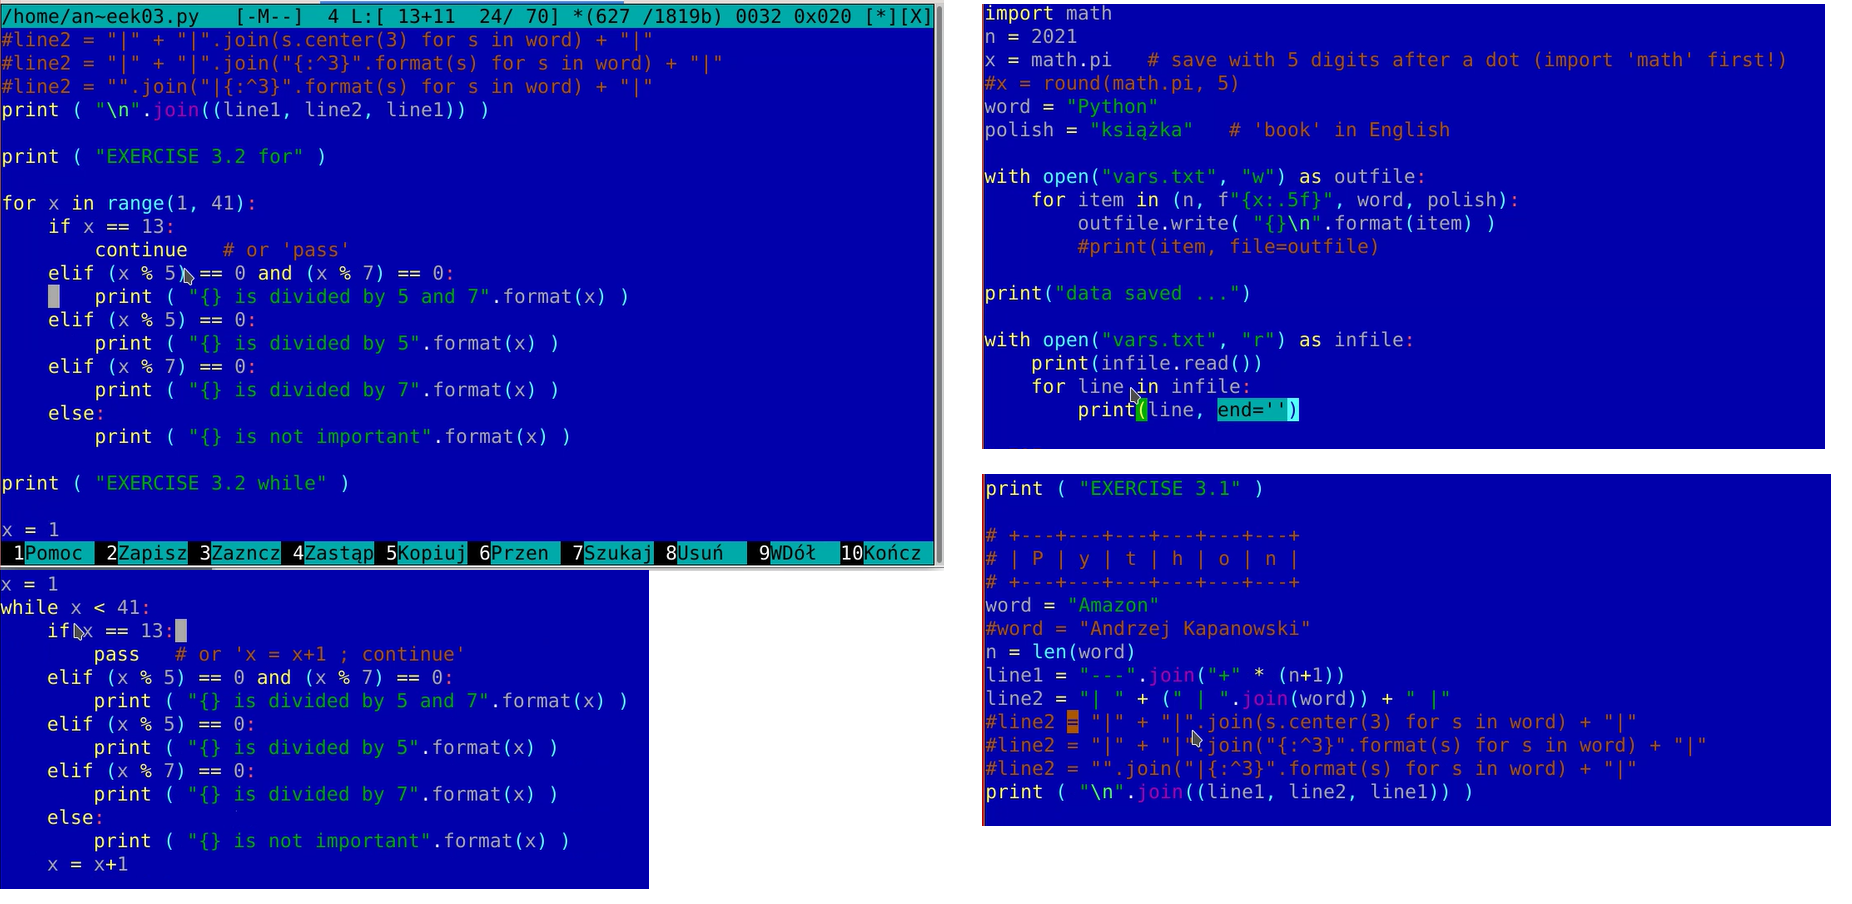 /home/an~eek03.py   [-M--]  4 L:[ 13+11  24/ 70] *(627 /1819b) 0032 0x020 [*][X]
#line2 = "|" + "|".join(s.center(3) for s in word) + "|"
#line2 = "|" + "|".join("{:^3}".format(s) for s in word) + "|"
#line2 = "".join("|{:^3}".format(s) for s in word) + "|"
print ( "\n".join((line1, line2, line1)) )
print ( "EXERCISE 3.2 for" )
for x in range(1, 41):
    if x == 13:
        continue   # or 'pass'
    elif (x % 5) == 0 and (x % 7) == 0:
        print ( "{} is divided by 5 and 7".format(x) )
    elif (x % 5) == 0:
        print ( "{} is divided by 5".format(x) )
    elif (x % 7) == 0:
        print ( "{} is divided by 7".format(x) )
    else:
        print ( "{} is not important".format(x) )
print ( "EXERCISE 3.2 while" )
x = 1
1Pomoc 2Zapisz 3Zazncz 4Zastąp 5Kopiuj 6Przen 7Szukaj 8Usuń 9WDół 10Kończ
x = 1
while x < 41:
    if x == 13:
        pass   # or 'x = x+1 ; continue'
    elif (x % 5) == 0 and (x % 7) == 0:
        print ( "{} is divided by 5 and 7".format(x) )
    elif (x % 5) == 0:
        print ( "{} is divided by 5".format(x) )
    elif (x % 7) == 0:
        print ( "{} is divided by 7".format(x) )
    else:
        print ( "{} is not important".format(x) )
    x = x+1
import math
n = 2021
x = math.pi   # save with 5 digits after a dot (import 'math' first!)
#x = round(math.pi, 5)
word = "Python"
polish = "książka"   # 'book' in English
with open("vars.txt", "w") as outfile:
    for item in (n, f"{x:.5f}", word, polish):
        outfile.write( "{}\n".format(item) )
        #print(item, file=outfile)
print("data saved ...")
with open("vars.txt", "r") as infile:
    print(infile.read())
    for line in infile:
        print(line, end='')
print ( "EXERCISE 3.1" )
# +---+---+---+---+---+---+
# | P | y | t | h | o | n |
# +---+---+---+---+---+---+
word = "Amazon"
#word = "Andrzej Kapanowski"
n = len(word)
line1 = "---".join("+" * (n+1))
line2 = "| " + (" | ".join(word)) + " |"
#line2 = "|" + "|".join(s.center(3) for s in word) + "|"
#line2 = "|" + "|".join("{:^3}".format(s) for s in word) + "|"
#line2 = "".join("|{:^3}".format(s) for s in word) + "|"
print ( "\n".join((line1, line2, line1)) )